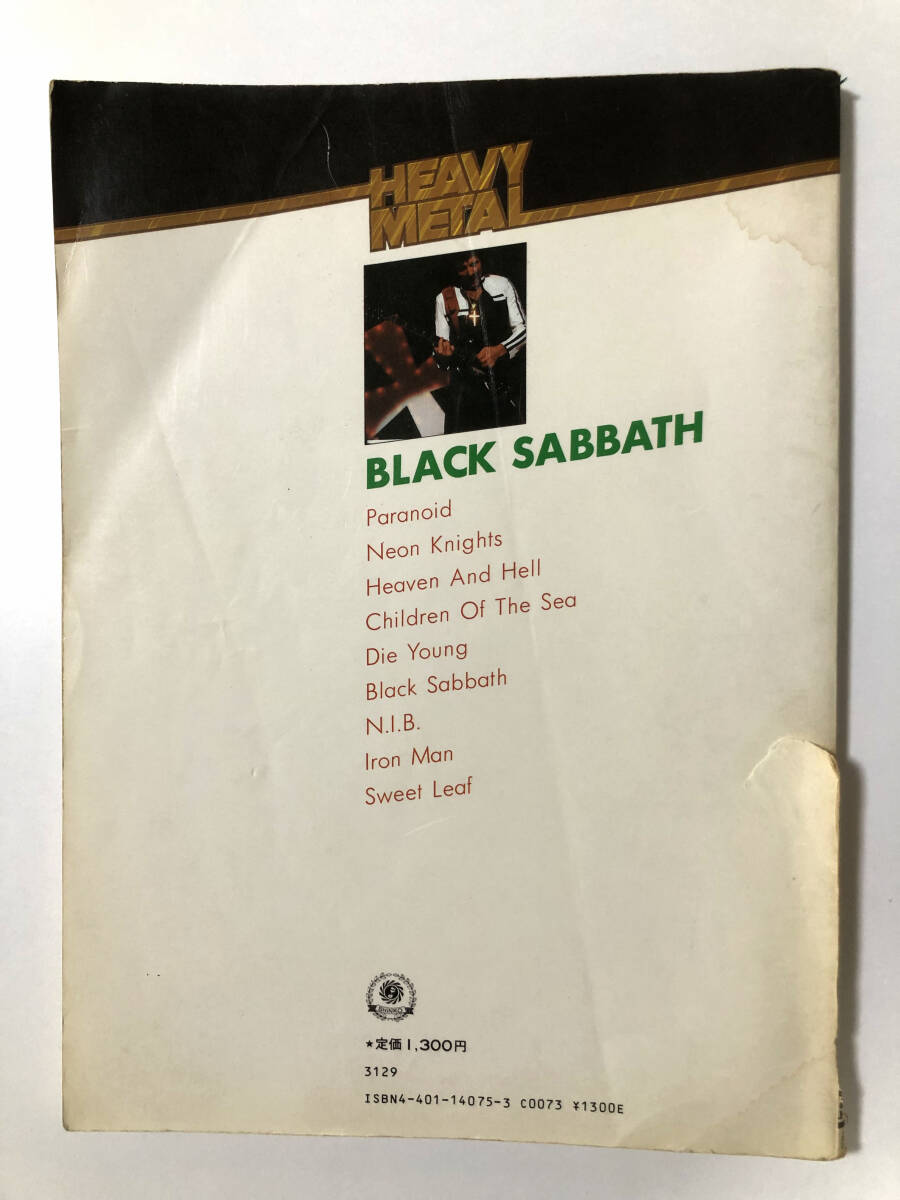 HEAVY
METAL
BLACK SABBATH
Paranoid
Neon Knights
Heaven And Hell
Children Of The Sea
Die Young
Black Sabbath
N.I.B.
Iron Man
Sweet Leaf
SHINKO
★定価1,300円
3129
ISBN4-401-14075-3 C0073 ¥1300E